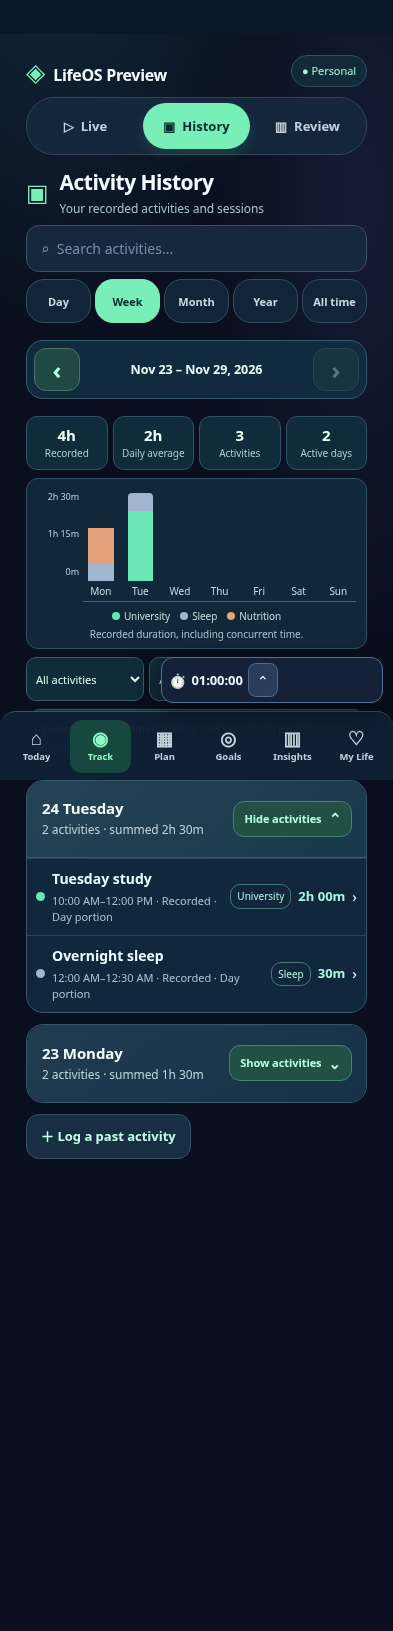 LifeOS Preview
● Personal
▷ Live
History
Review
Activity History
Your recorded activities and sessions
Search activities...
Day Week Month Year All time
‹ Nov 23 – Nov 29, 2026 ›
4h 2h 3 2
Recorded Daily average Activities Active days
2h 30m
1h 15m
0m
Mon Tue Wed Thu Fri Sat Sun
University Sleep Nutrition
Recorded duration, including concurrent time.
All activities
01:00:00
Today Track Plan Goals Insights My Life
24 Tuesday
2 activities · summed 2h 30m
Hide activities
Tuesday study
10:00 AM–12:00 PM · Recorded ·
Day portion
University 2h 00m ›
Overnight sleep
12:00 AM–12:30 AM · Recorded · Day
portion
Sleep 30m ›
23 Monday
2 activities · summed 1h 30m
Show activities
+ Log a past activity